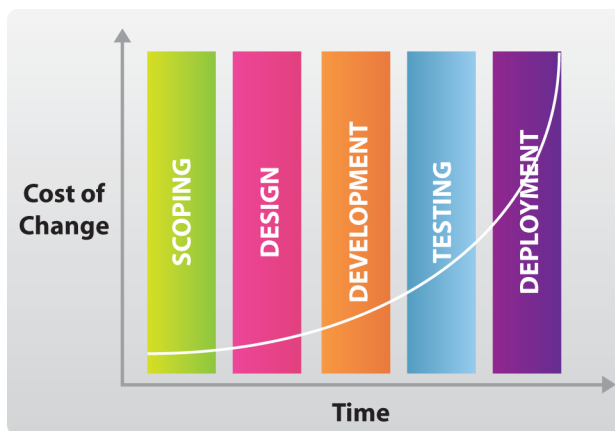 Cost of
Change
SCOPING
DESIGN
DEVELOPMENT
TESTING
DEPLOYMENT
Time